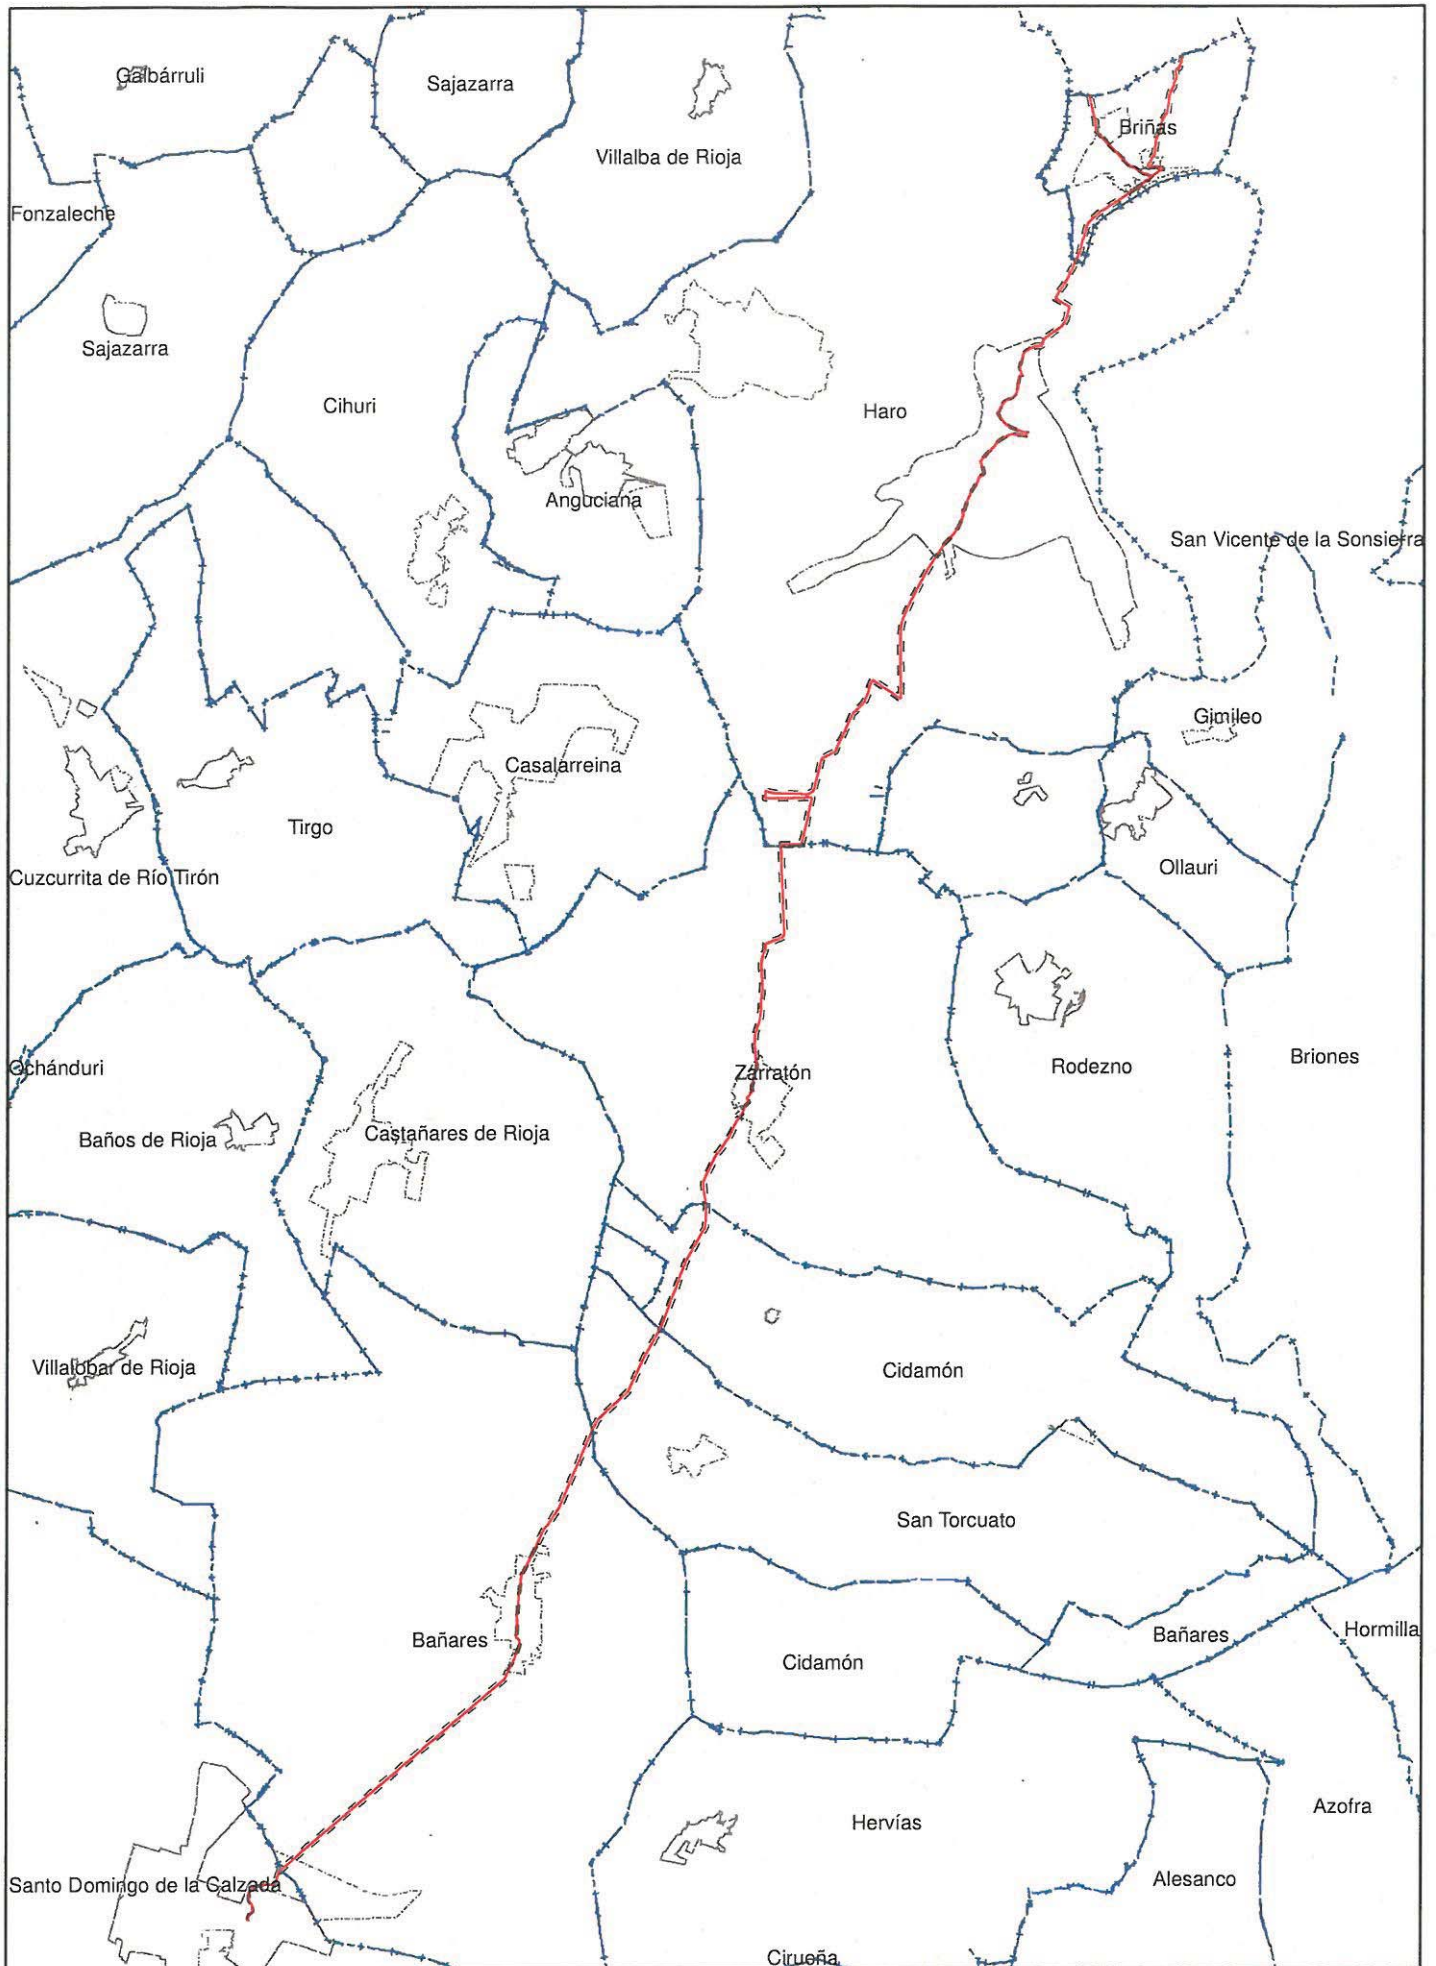 Galbárruli
Sajazarra
Briñas
Villalba de Rioja
Fonzaleche
Sajazarra
Cihuri
Haro
Anguciana
San Vicente de la Sonsierra
Gimileo
Casalarreina
Tirgo
Ollauri
Cuzcurrita de Río Tirón
Briones
Ochánduri
Rodezno
Zarratón
Castañares de Rioja
Baños de Rioja
Villalobar de Rioja
Cidamón
San Torcuato
Hormilla
Bañares
Bañares
Cidamón
Azofra
Hervías
Alesanco
Santo Domingo de la Calzada
Cirueña